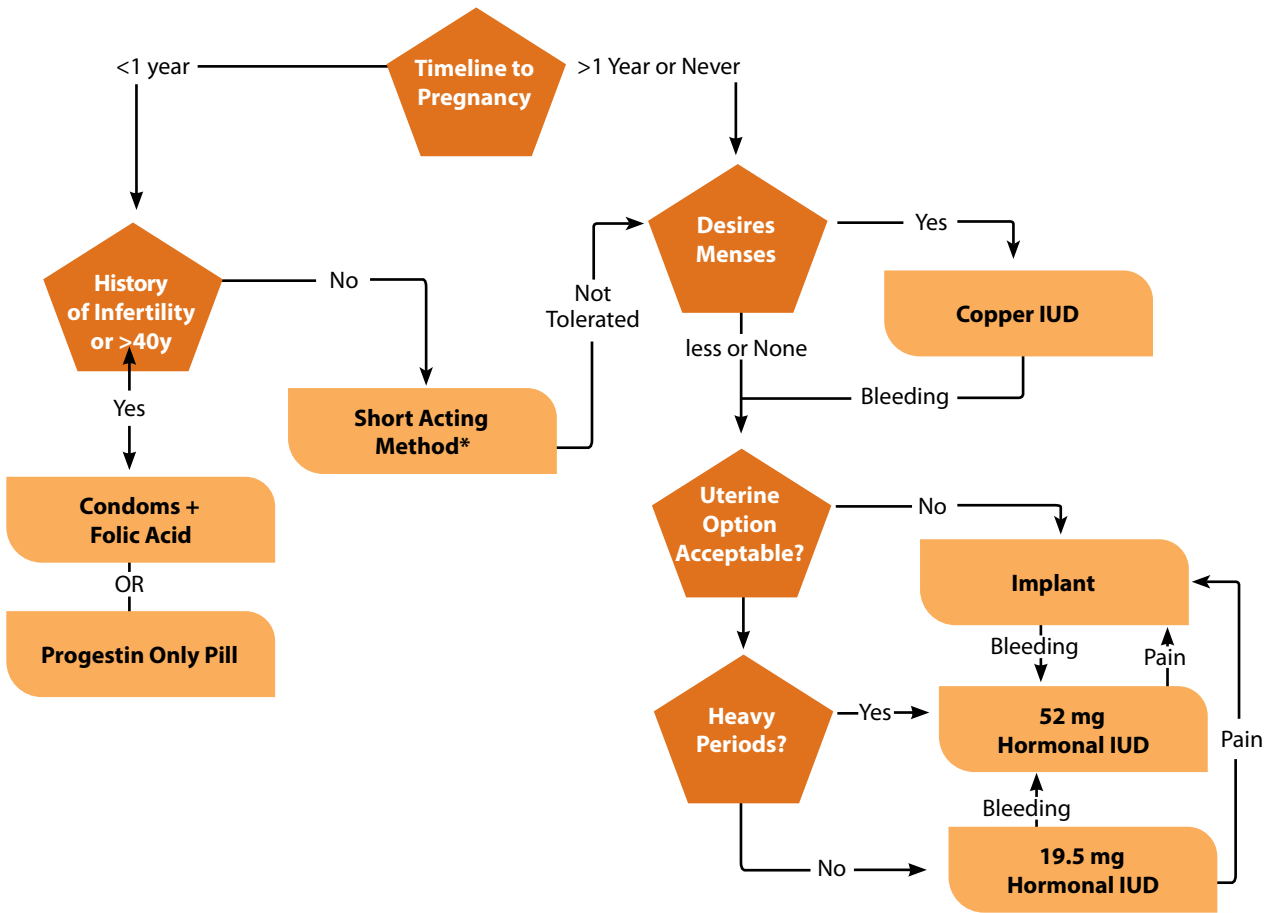 <1 year
Timeline to
Pregnancy
>1 Year or Never
History
of Infertility
or >40y
No
Yes
Short Acting
Method*
Not
Tolerated
Condoms +
Folic Acid
OR
Progestin Only Pill
Desires
Menses
Yes
Copper IUD
less or None
Bleeding
Uterine
Option
Acceptable?
No
Implant
Bleeding
Pain
Heavy
Periods?
Yes
52 mg
Hormonal IUD
Pain
Bleeding
No
19.5 mg
Hormonal IUD